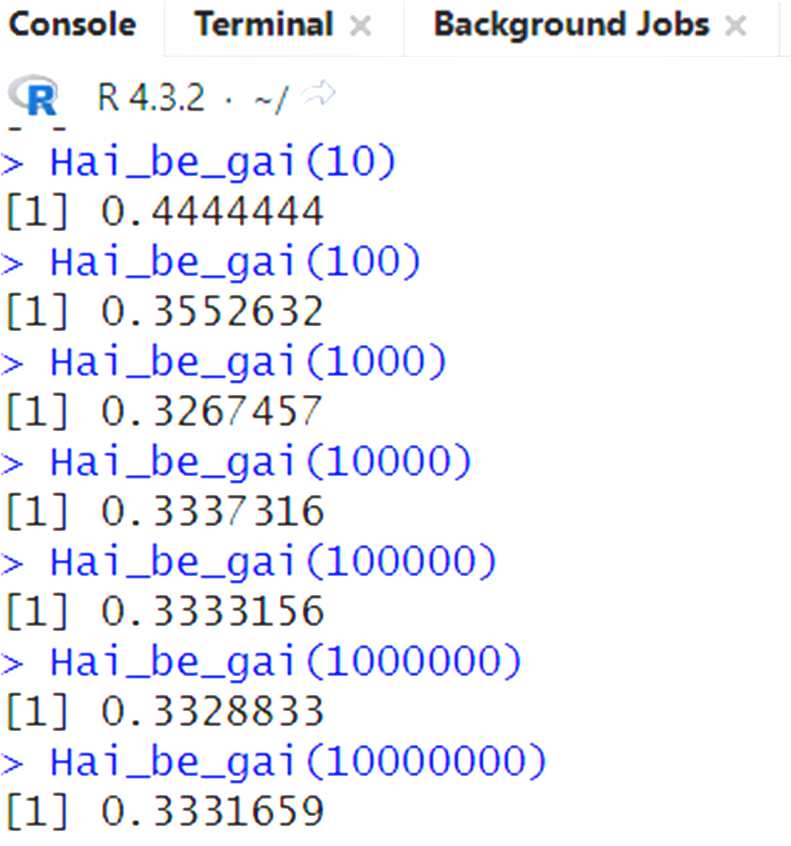 Console Terminal Background Jobs
R R 4.3.2 · ~/
> Hai_be_gai(10)
[1] 0.4444444
> Hai_be_gai(100)
[1] 0.3552632
> Hai_be_gai(1000)
[1] 0.3267457
> Hai_be_gai(10000)
[1] 0.3337316
> Hai_be_gai(100000)
[1] 0.3333156
> Hai_be_gai(1000000)
[1] 0.3328833
> Hai_be_gai(10000000)
[1] 0.3331659